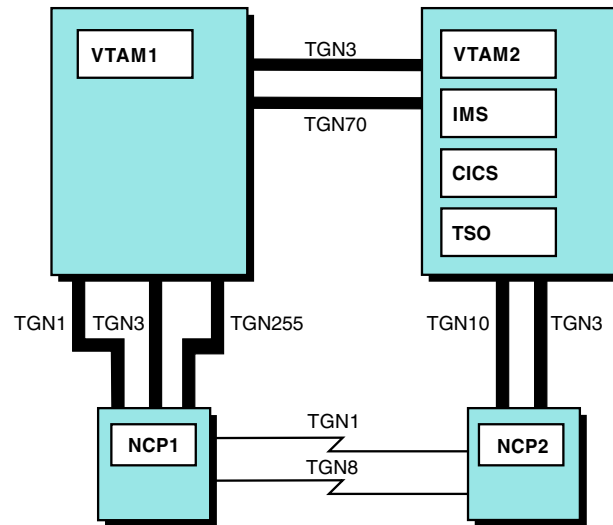 VTAM1
TGN3
VTAM2
TGN70
IMS
CICS
TSO
TGN1 TGN3 TGN255
TGN10 TGN3
NCP1
TGN1
NCP2
TGN8